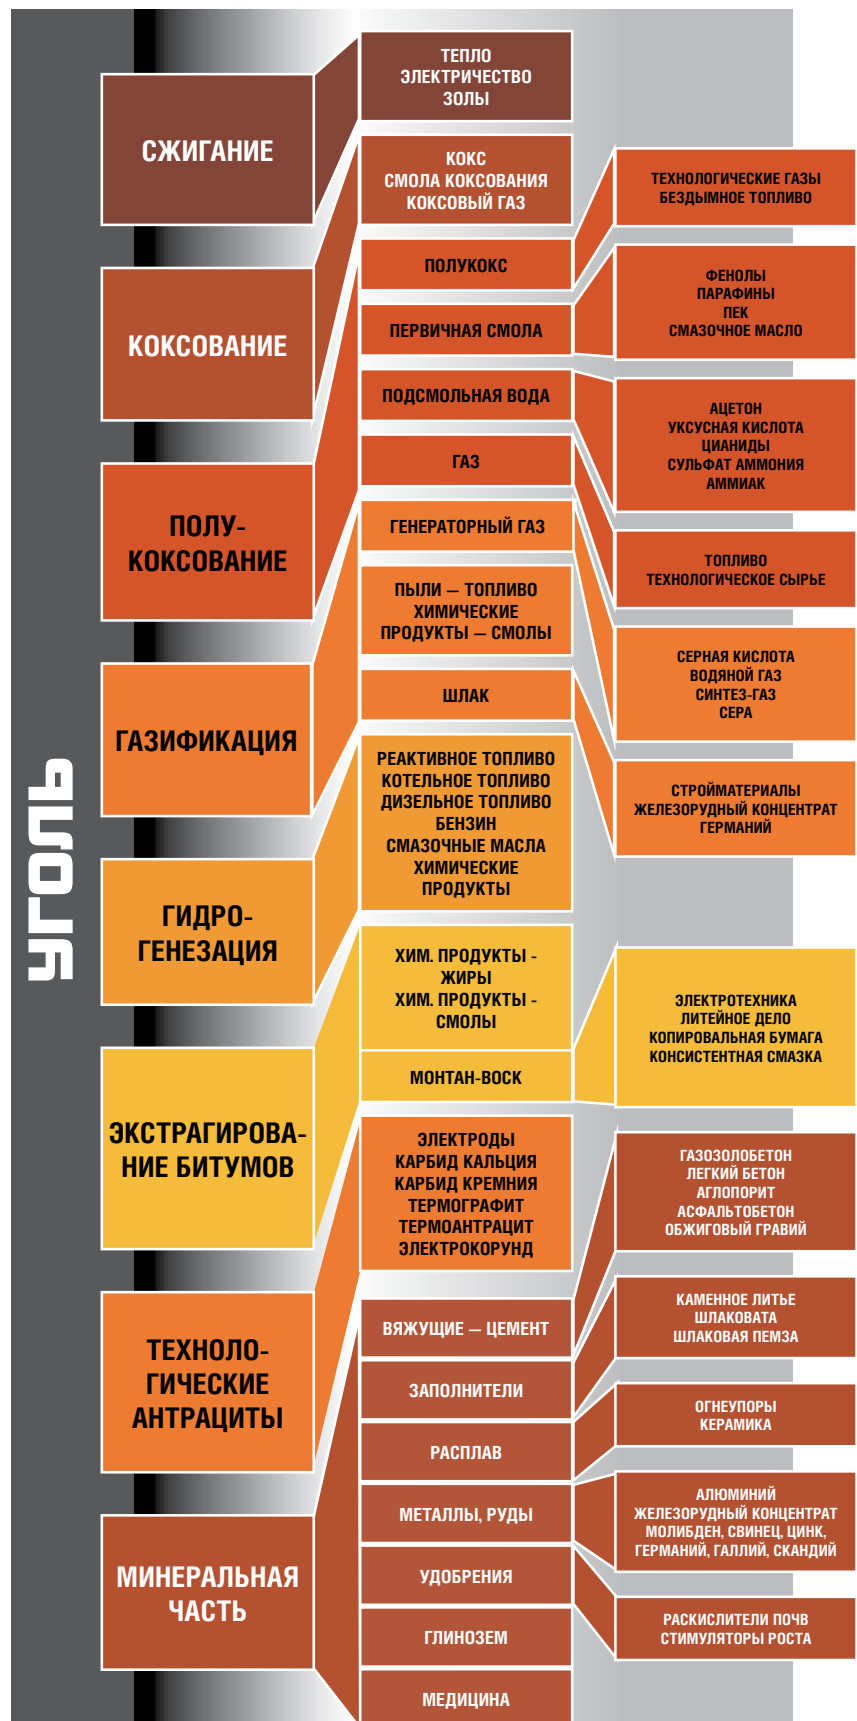 УГОЛЬ
СЖИГАНИЕ
ТЕПЛО
ЭЛЕКТРИЧЕСТВО
ЗОЛЫ
КОКСОВАНИЕ
КОКС
СМОЛА КОКСОВАНИЯ
КОКСОВЫЙ ГАЗ
ПОЛУ-
КОКСОВАНИЕ
ПОЛУКОКС
ТЕХНОЛОГИЧЕСКИЕ ГАЗЫ
БЕЗДЫМНОЕ ТОПЛИВО
ПЕРВИЧНАЯ СМОЛА
ФЕНОЛЫ
ПАРАФИНЫ
ПЕК
СМАЗОЧНОЕ МАСЛО
ПОДСМОЛЬНАЯ ВОДА
АЦЕТОН
УКСУСНАЯ КИСЛОТА
ЦИАНИДЫ
СУЛЬФАТ АММОНИЯ
АММИАК
ГАЗ
ТОПЛИВО
ТЕХНОЛОГИЧЕСКОЕ СЫРЬЕ
ГАЗИФИКАЦИЯ
ГЕНЕРАТОРНЫЙ ГАЗ
СЕРНАЯ КИСЛОТА
ВОДЯНОЙ ГАЗ
СИНТЕЗ-ГАЗ
СЕРА
ПЫЛИ — ТОПЛИВО
ХИМИЧЕСКИЕ
ПРОДУКТЫ — СМОЛЫ
ШЛАК
СТРОЙМАТЕРИАЛЫ
ЖЕЛЕЗОРУДНЫЙ КОНЦЕНТРАТ
ГЕРМАНИЙ
ГИДРО-
ГЕНЕЗАЦИЯ
РЕАКТИВНОЕ ТОПЛИВО
КОТЕЛЬНОЕ ТОПЛИВО
ДИЗЕЛЬНОЕ ТОПЛИВО
БЕНЗИН
СМАЗОЧНЫЕ МАСЛА
ХИМИЧЕСКИЕ
ПРОДУКТЫ
ЭКСТРАГИРОВА-
НИЕ БИТУМОВ
ХИМ. ПРОДУКТЫ -
ЖИРЫ
ХИМ. ПРОДУКТЫ -
СМОЛЫ
МОНТАН-ВОСК
ЭЛЕКТРОТЕХНИКА
ЛИТЕЙНОЕ ДЕЛО
КОПИРОВАЛЬНАЯ БУМАГА
КОНСИСТЕНТНАЯ СМАЗКА
ТЕХНОЛО-
ГИЧЕСКИЕ
АНТРАЦИТЫ
ЭЛЕКТРОДЫ
КАРБИД КАЛЬЦИЯ
КАРБИД КРЕМНИЯ
ТЕРМОГРАФИТ
ТЕРМОАНТРАЦИТ
ЭЛЕКТРОКОРУНД
МИНЕРАЛЬНАЯ
ЧАСТЬ
ВЯЖУЩИЕ — ЦЕМЕНТ
ГАЗОЗОЛОБЕТОН
ЛЕГКИЙ БЕТОН
АГЛОПОРИТ
АСФАЛЬТОБЕТОН
ОБЖИГОВЫЙ ГРАВИЙ
ЗАПОЛНИТЕЛИ
КАМЕННОЕ ЛИТЬЕ
ШЛАКОВАТА
ШЛАКОВАЯ ПЕМЗА
РАСПЛАВ
ОГНЕУПОРЫ
КЕРАМИКА
МЕТАЛЛЫ, РУДЫ
АЛЮМИНИЙ
ЖЕЛЕЗОРУДНЫЙ КОНЦЕНТРАТ
МОЛИБДЕН, СВИНЕЦ, ЦИНК,
ГЕРМАНИЙ, ГАЛЛИЙ, СКАНДИЙ
УДОБРЕНИЯ
РАСКИСЛИТЕЛИ ПОЧВ
СТИМУЛЯТОРЫ РОСТА
ГЛИНОЗЕМ
МЕДИЦИНА